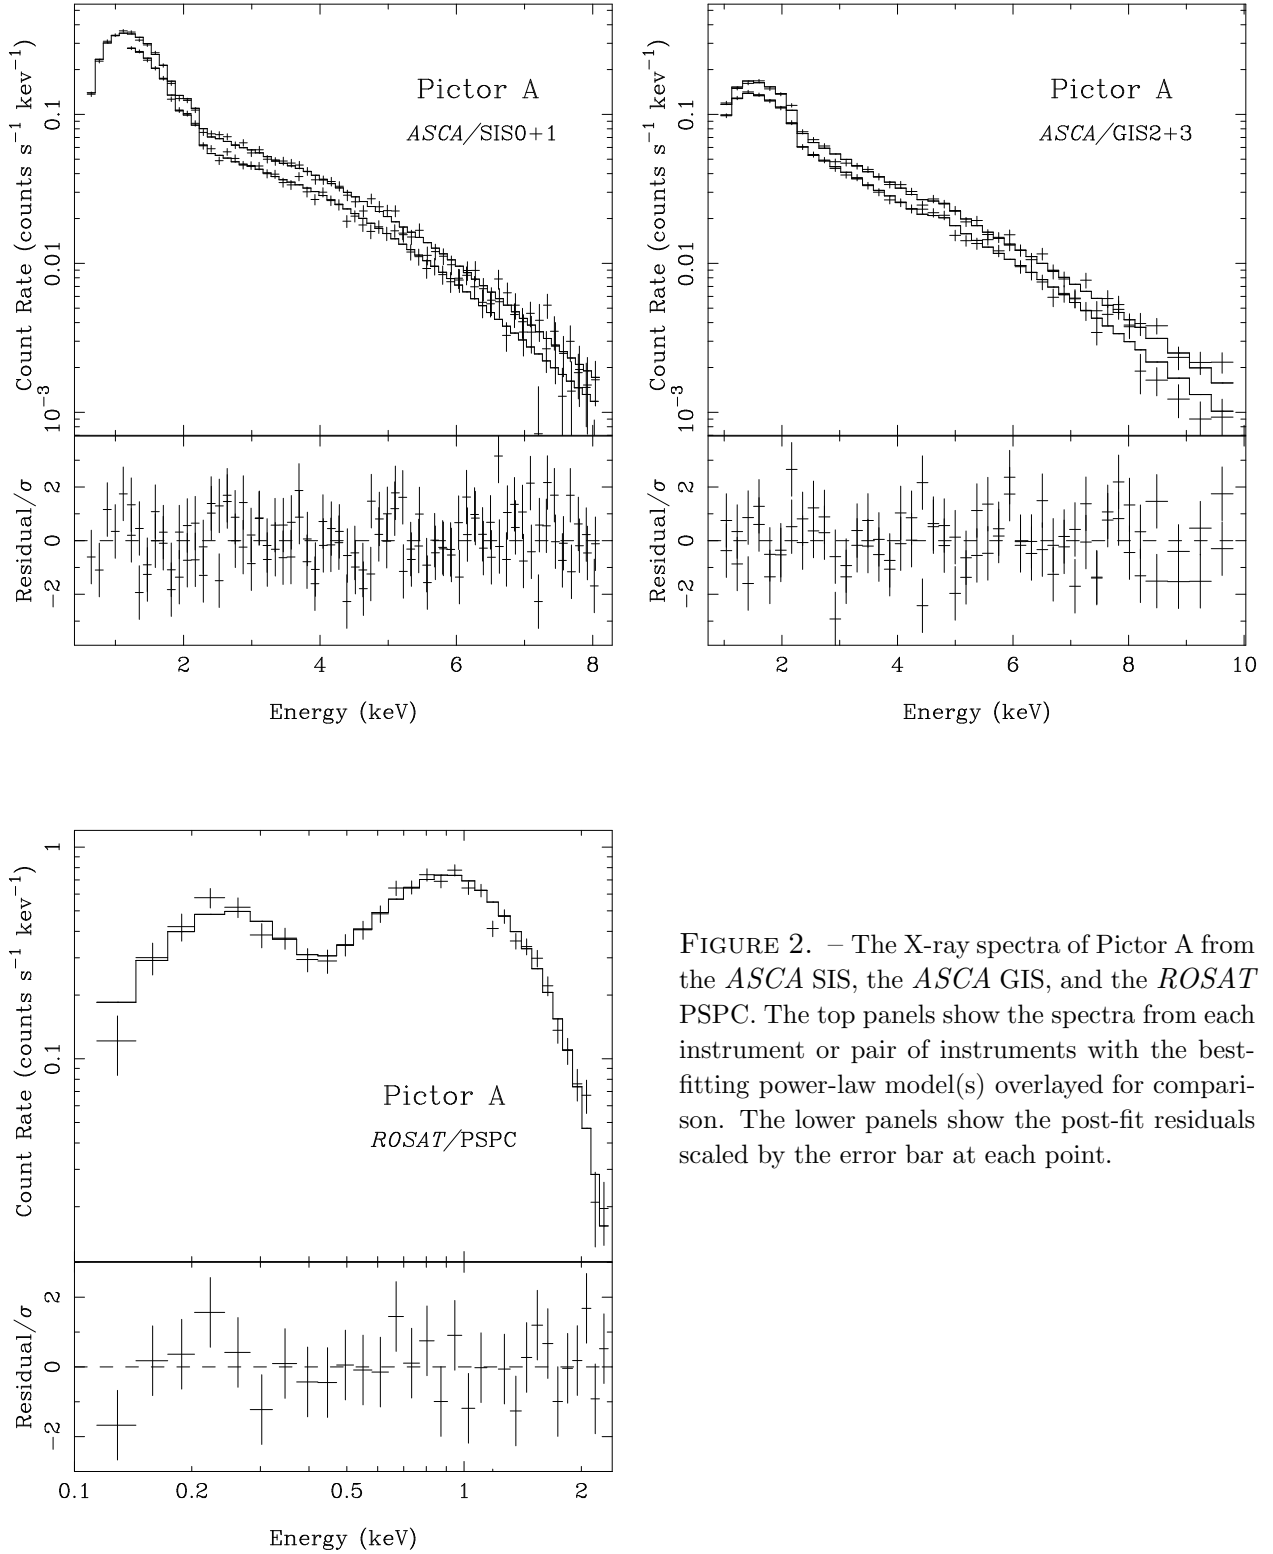 Pictor A
ASCA/SIS0+1
Count Rate (counts s⁻¹ kev⁻¹)
0.1
0.01
10⁻³
Residual/σ
2
0
−2
2 4 6 8
Energy (keV)
Pictor A
ASCA/GIS2+3
Count Rate (counts s⁻¹ kev⁻¹)
0.1
0.01
10⁻³
Residual/σ
2
0
−2
2 4 6 8 10
Energy (keV)
Pictor A
ROSAT/PSPC
Count Rate (counts s⁻¹ kev⁻¹)
1
0.1
Residual/σ
2
0
−2
0.1 0.2 0.5 1 2
Energy (keV)
FIGURE 2. – The X-ray spectra of Pictor A from
the ASCA SIS, the ASCA GIS, and the ROSAT
PSPC. The top panels show the spectra from each
instrument or pair of instruments with the best-
fitting power-law model(s) overlayed for compari-
son. The lower panels show the post-fit residuals
scaled by the error bar at each point.